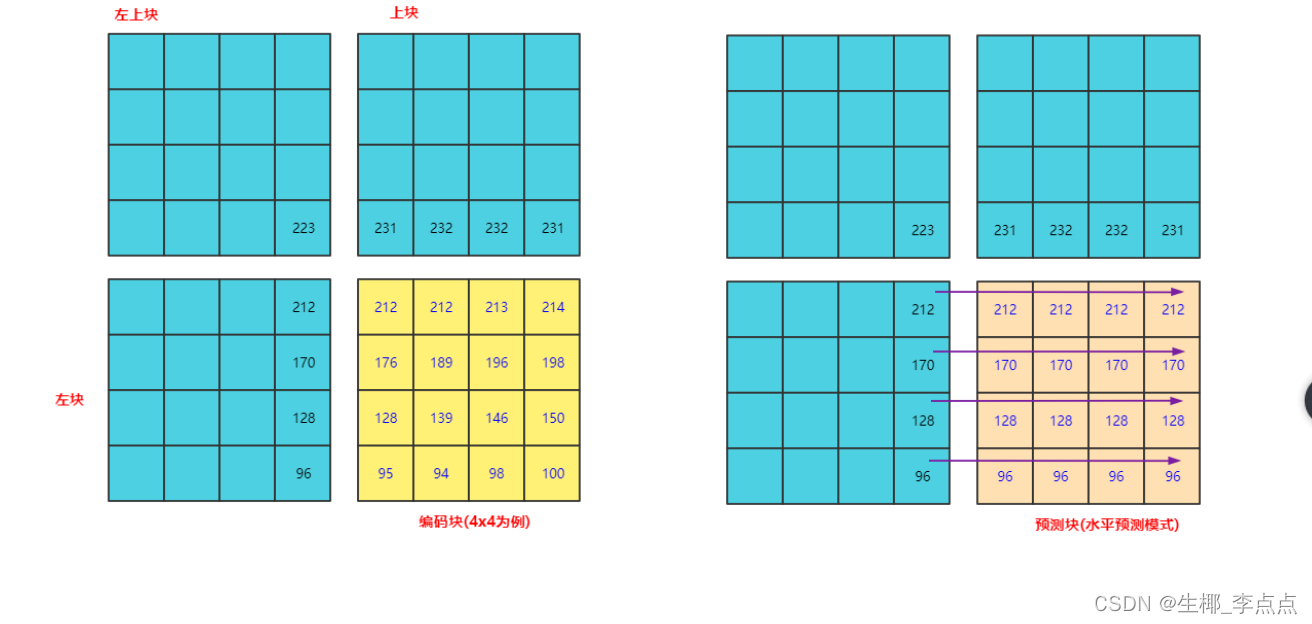 左上块
上块
223
231 232 232 231
223
231 232 232 231
左块
212
170
128
96
212 212 213 214
176 189 196 198
128 139 146 150
95 94 98 100
编码块(4x4为例)
212
170
128
96
212 212 212 212
170 170 170 170
128 128 128 128
96 96 96 96
预测块(水平预测模式)
CSDN @生椰_李点点